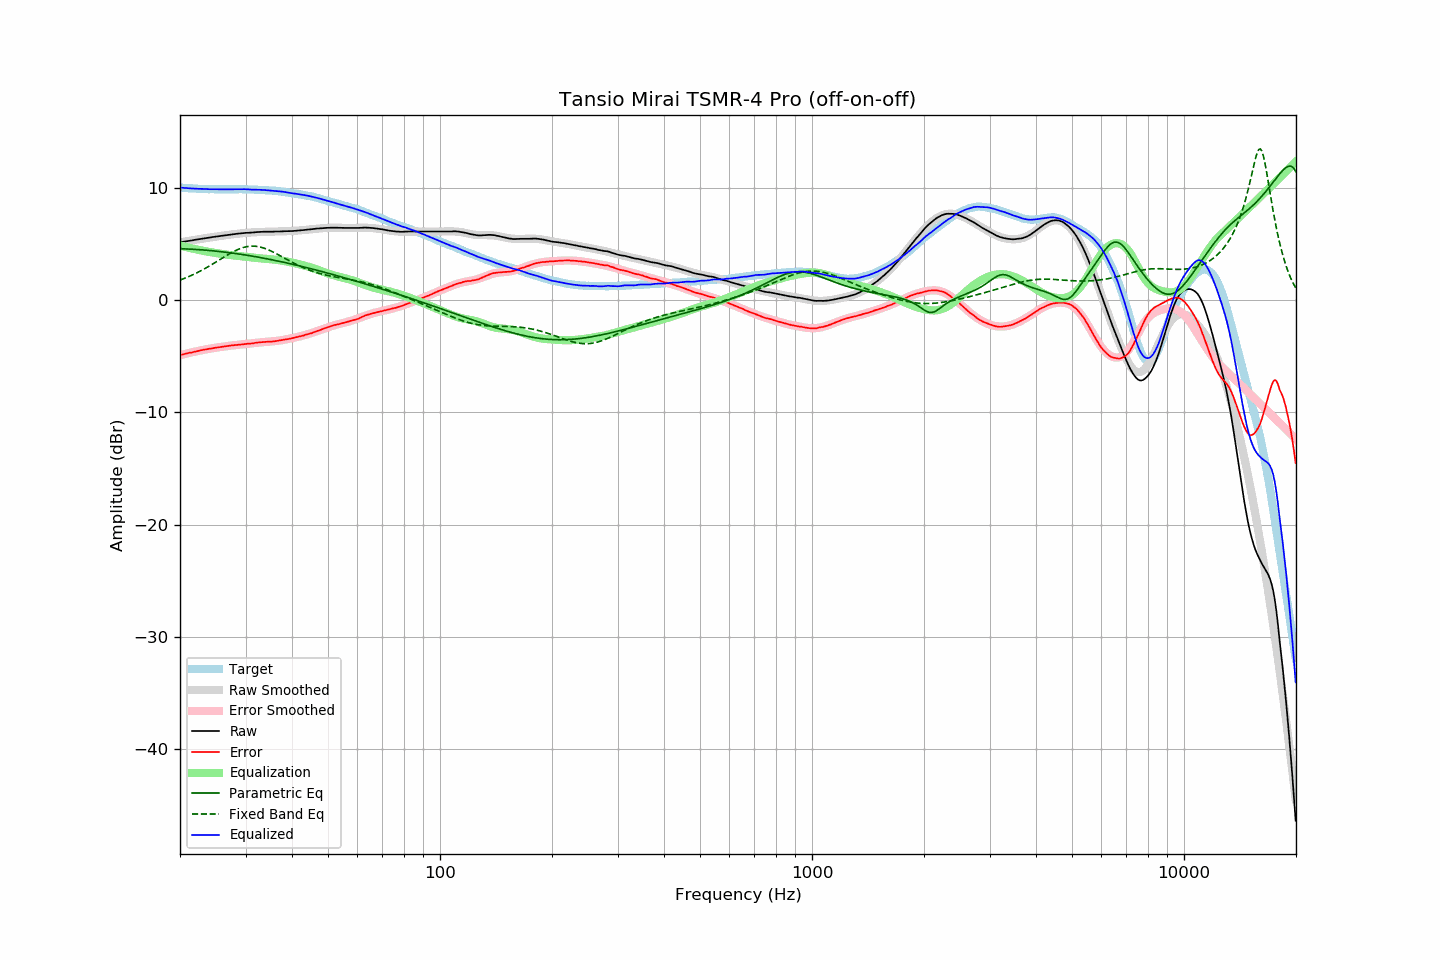 Tansio Mirai TSMR-4 Pro (off-on-off)
Amplitude (dBr)
10
0
−10
−20
−30
−40
Target
Raw Smoothed
Error Smoothed
Raw
Error
Equalization
Parametric Eq
Fixed Band Eq
Equalized
100
1000
10000
Frequency (Hz)